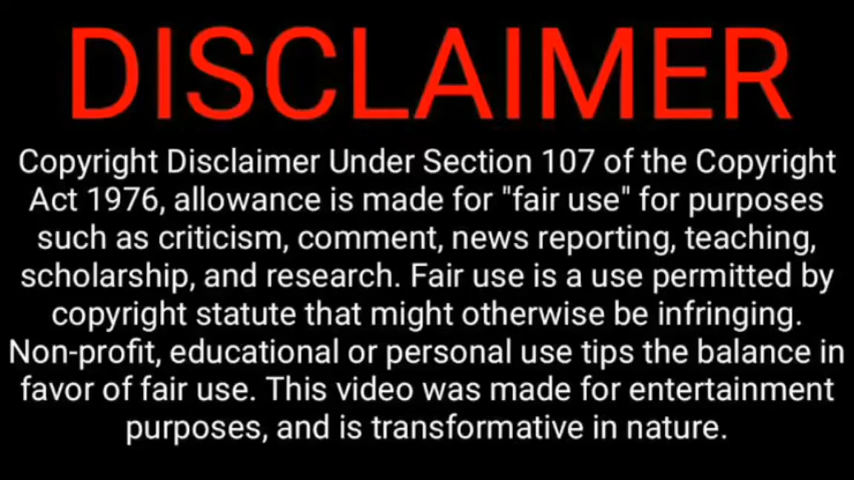 DISCLAIMER
Copyright Disclaimer Under Section 107 of the Copyright
Act 1976, allowance is made for "fair use" for purposes
such as criticism, comment, news reporting, teaching,
scholarship, and research. Fair use is a use permitted by
copyright statute that might otherwise be infringing.
Non-profit, educational or personal use tips the balance in
favor of fair use. This video was made for entertainment
purposes, and is transformative in nature.